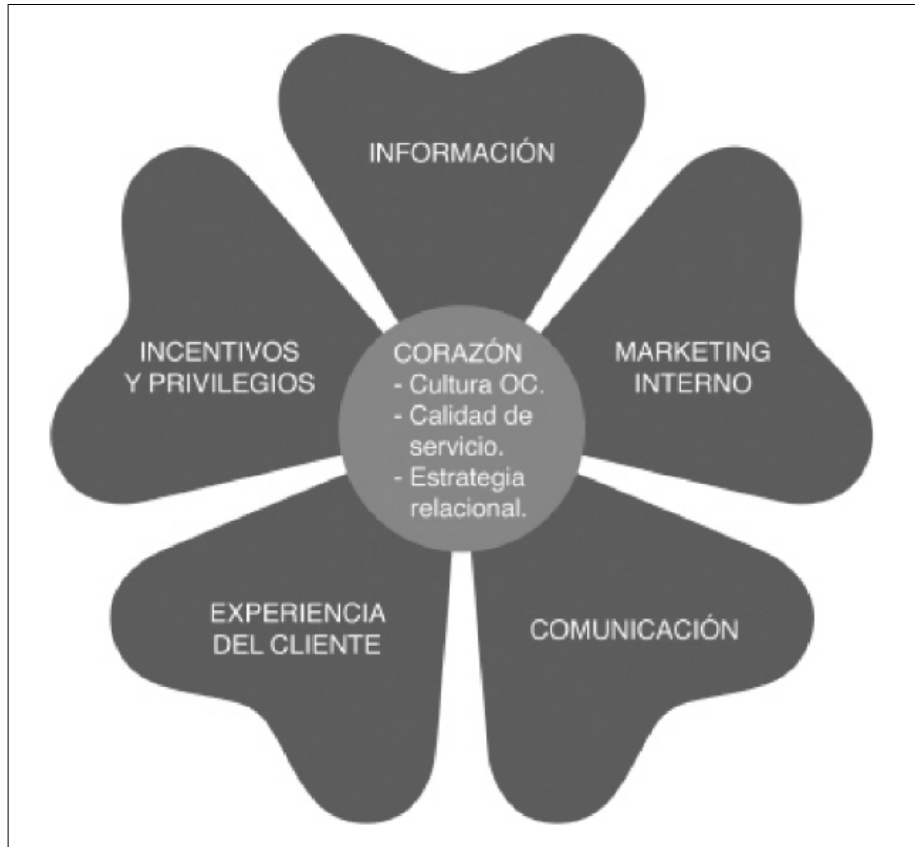 INFORMACIÓN
INCENTIVOS
Y PRIVILEGIOS
CORAZÓN
- Cultura OC.
- Calidad de
servicio.
- Estrategia
relacional.
MARKETING
INTERNO
EXPERIENCIA
DEL CLIENTE
COMUNICACIÓN